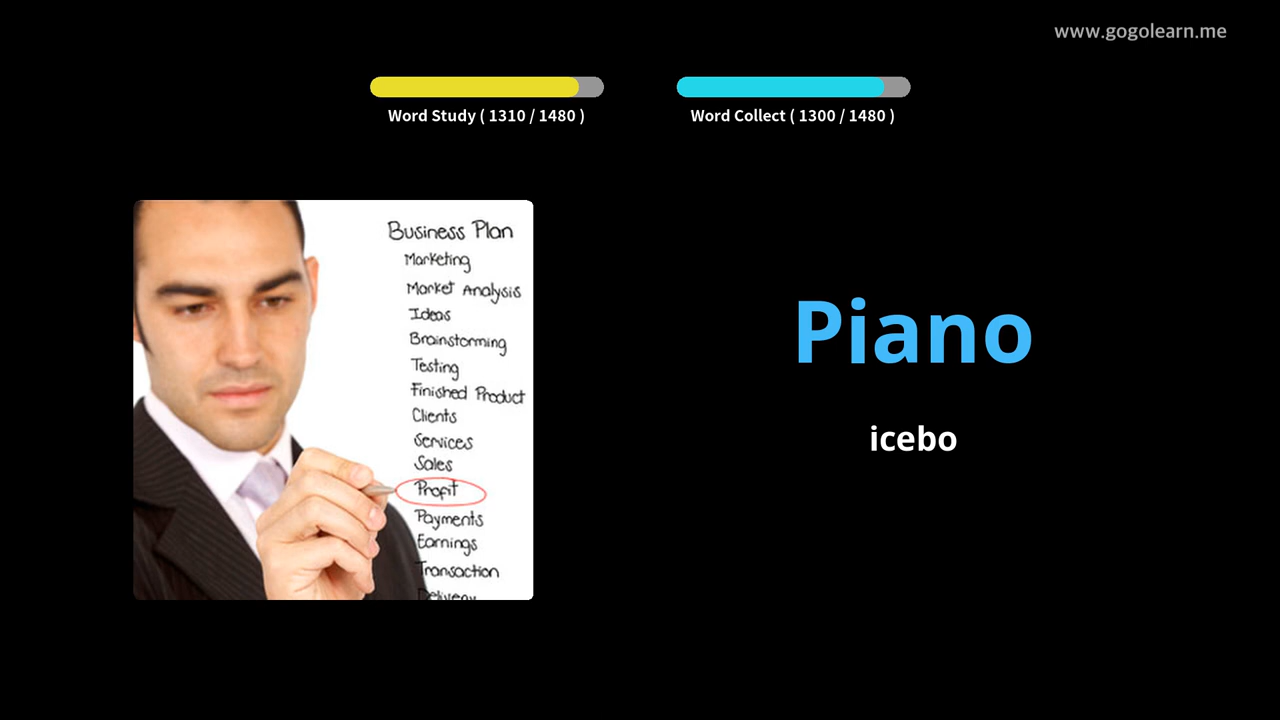 www.gogolearn.me
Word Study ( 1310 / 1480 )
Word Collect ( 1300 / 1480 )
Business Plan
Marketing
Market Analysis
Ideas
Brainstorming
Testing
Finished Product
Clients
Services
Sales
Profit
Payments
Earnings
Transaction
Delivery
Piano
icebo